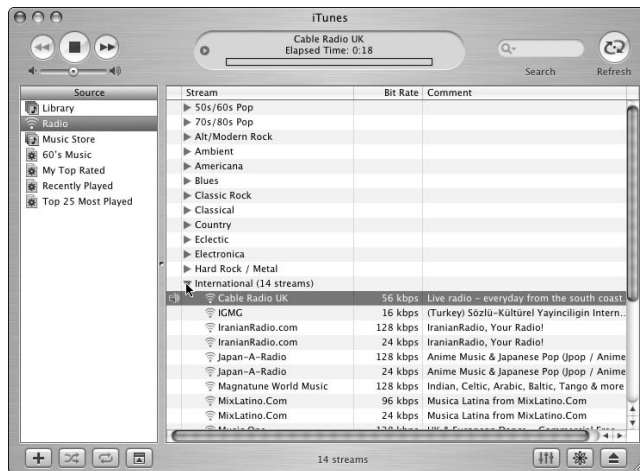 iTunes
Cable Radio UK
Elapsed Time: 0:18
Search
Refresh
Source
Library
Radio
Music Store
60's Music
My Top Rated
Recently Played
Top 25 Most Played
Stream Bit Rate Comment
50s/60s Pop
70s/80s Pop
Alt/Modern Rock
Ambient
Americana
Blues
Classic Rock
Classical
Country
Eclectic
Electronica
Hard Rock / Metal
International (14 streams)
Cable Radio UK 56 kbps Live radio – everyday from the south coast
IGMG 16 kbps (Turkey) Sözlü-Kültürel Yayinciligin Intern...
IranianRadio.com 128 kbps IranianRadio, Your Radio!
IranianRadio.com 24 kbps IranianRadio, Your Radio!
Japan-A-Radio 128 kbps Anime Music & Japanese Pop (Jpop / Anime
Japan-A-Radio 24 kbps Anime Music & Japanese Pop (Jpop / Anime
Magnatune World Music 128 kbps Indian, Celtic, Arabic, Baltic, Tango & more
MixLatino.Com 96 kbps Musica Latina from MixLatino.Com
MixLatino.Com 24 kbps Musica Latina from MixLatino.Com
14 streams